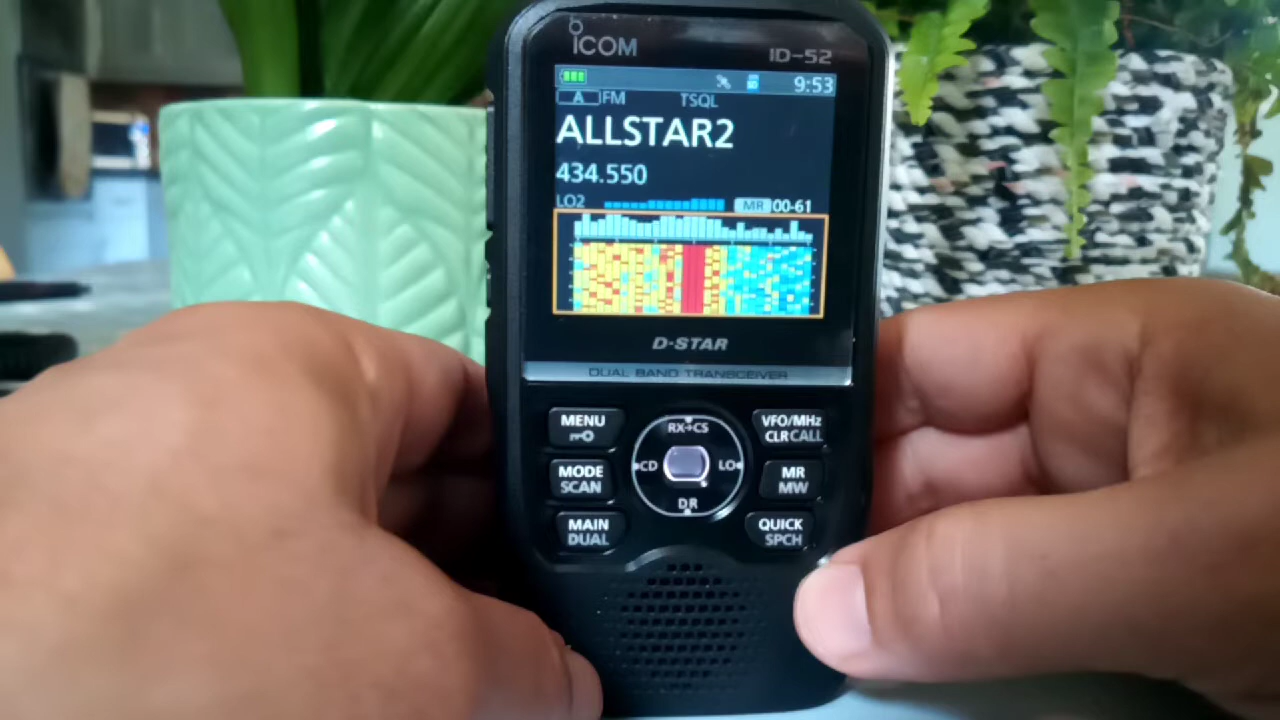 ICOM ID-52
9:53
A FM TSQL
ALLSTAR2
434.550
LO2 MR 00-61
D-STAR
DUAL BAND TRANSCEIVER
MENU RX→CS VFO/MHz
CLR CALL
MODE CD LO MR
SCAN MW
MAIN DR QUICK
DUAL SPCH